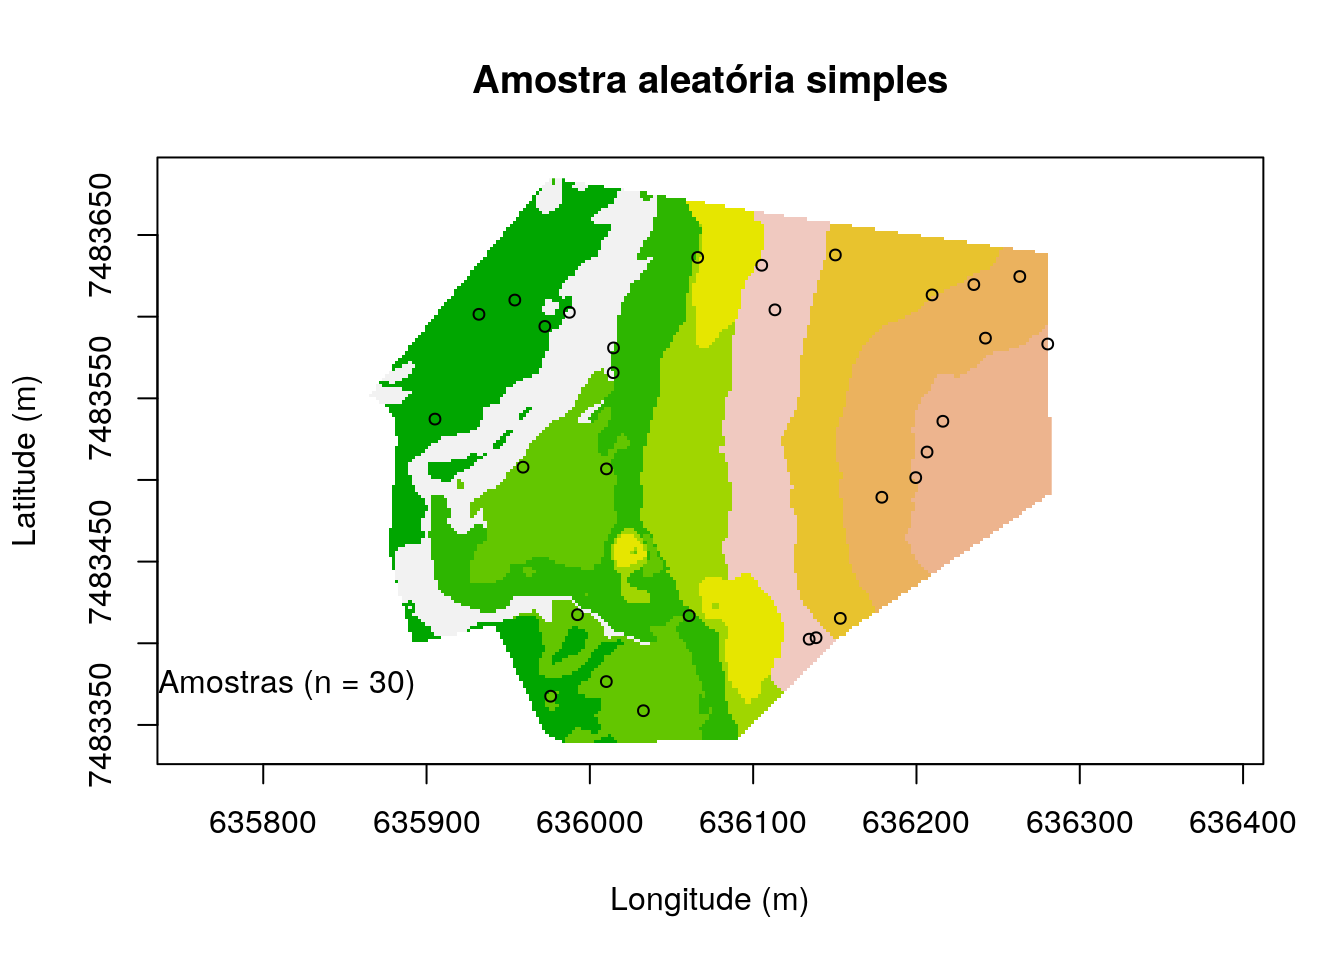 Amostra aleatória simples
Latitude (m)
7483650
7483550
7483450
7483350
Amostras (n = 30)
635800 635900 636000 636100 636200 636300 636400
Longitude (m)